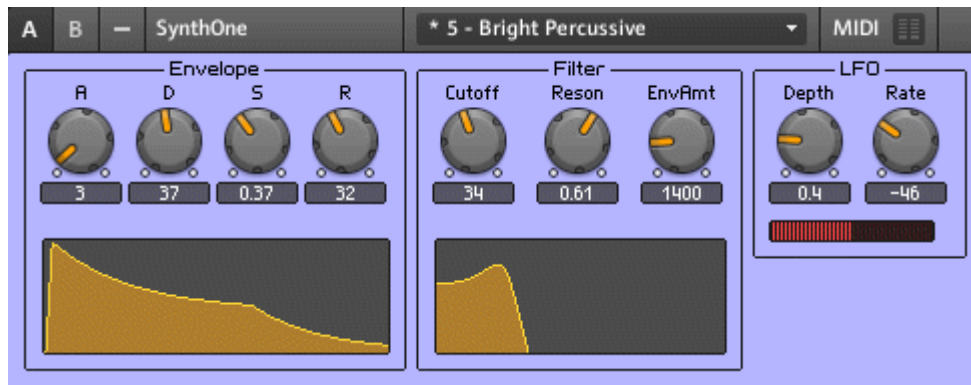 A B — SynthOne * 5 - Bright Percussive MIDI
Envelope Filter LFO
A D S R Cutoff Reson EnvAmt Depth Rate
3 37 0.37 32 34 0.61 1400 0.4 -46